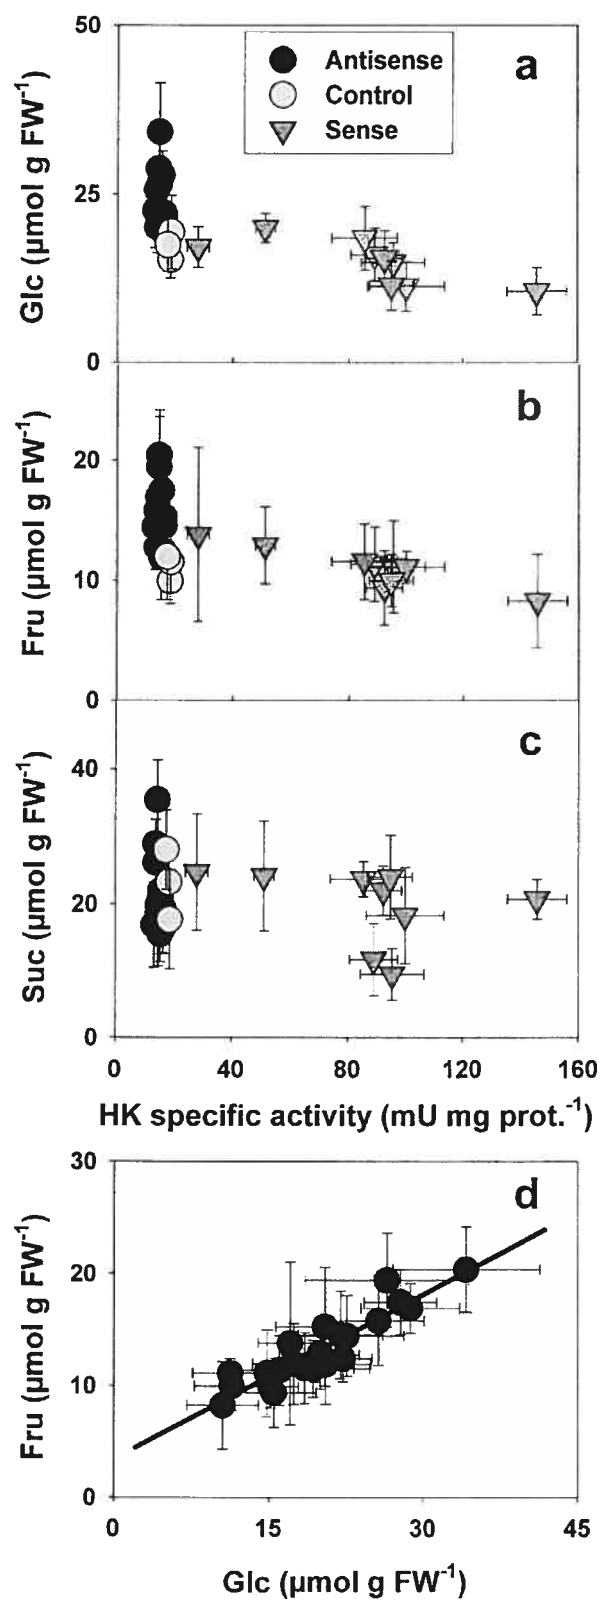 50
a
Antisense
Control
Sense
25
0
Glc (µmol g FW⁻¹)
b
20
10
0
Fru (µmol g FW⁻¹)
c
40
20
0
Suc (µmol g FW⁻¹)
0 40 80 120 160
HK specific activity (mU mg prot.⁻¹)
30
d
20
10
0
Fru (µmol g FW⁻¹)
0 15 30 45
Glc (µmol g FW⁻¹)